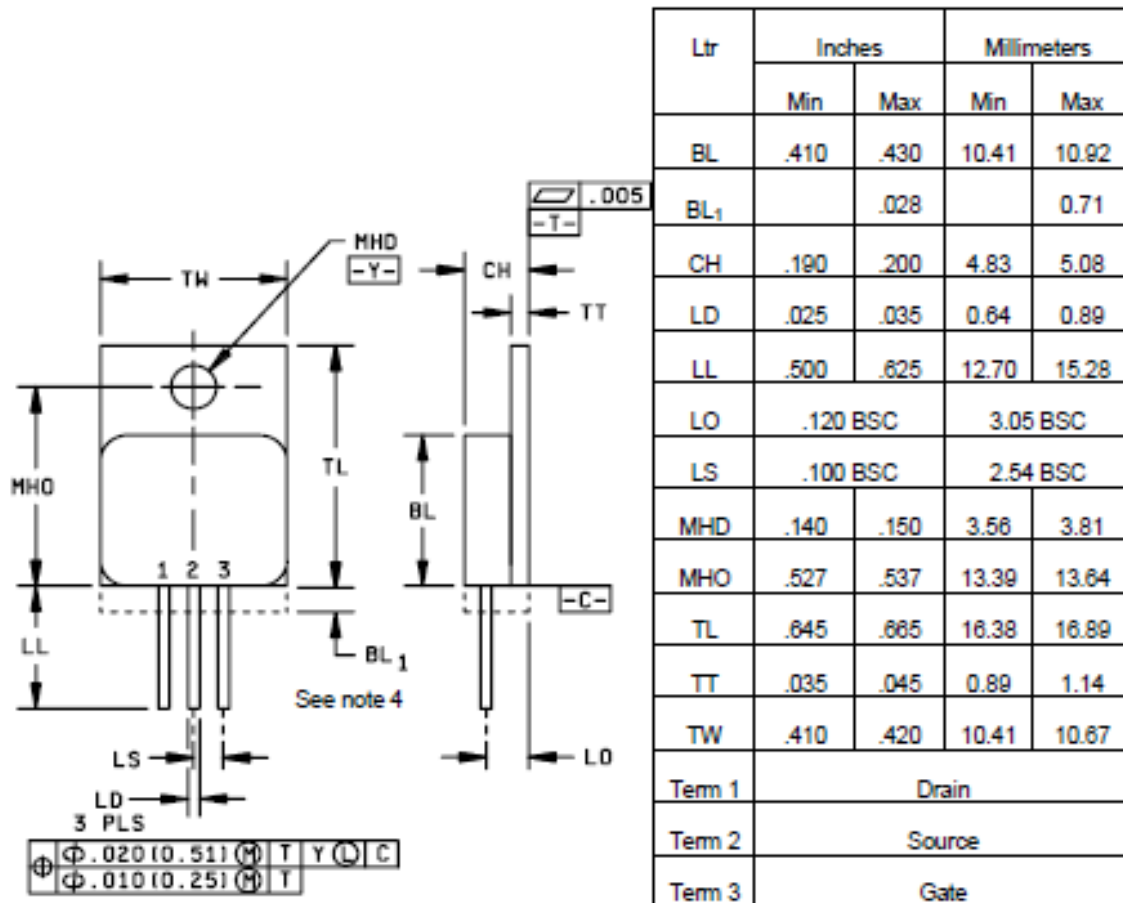 .005
-T-
MHD
-Y-
TW
CH
TT
MHO
TL
BL
1 2 3
-C-
LL
BL1
See note 4
LS
LO
LD
3 PLS
⌖ Φ.020(0.51) Ⓜ T Y Ⓛ C
Φ.010(0.25) Ⓜ T
Ltr Inches Millimeters
Min Max Min Max
BL .410 .430 10.41 10.92
BL₁ .028 0.71
CH .190 .200 4.83 5.08
LD .025 .035 0.64 0.89
LL .500 .625 12.70 15.28
LO .120 BSC 3.05 BSC
LS .100 BSC 2.54 BSC
MHD .140 .150 3.56 3.81
MHO .527 .537 13.39 13.64
TL .645 .665 16.38 16.89
TT .035 .045 0.89 1.14
TW .410 .420 10.41 10.67
Term 1 Drain
Term 2 Source
Term 3 Gate